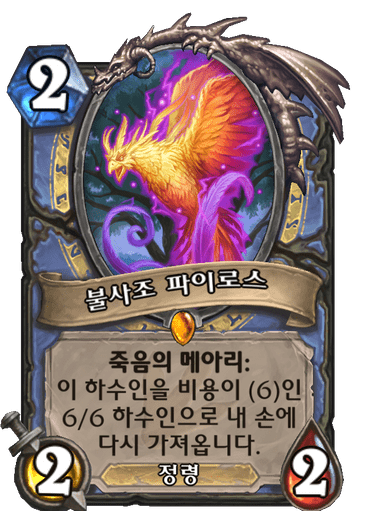 2
불사조 파이로스
죽음의 메아리:
이 하수인을 비용이 (6)인
6/6 하수인으로 내 손에
다시 가져옵니다.
2 정령 2